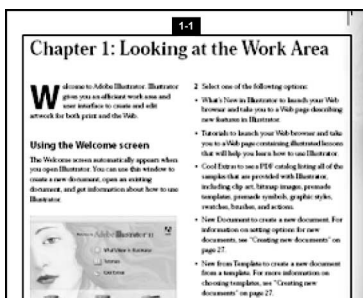 1-1
Chapter 1: Looking at the Work Area
Welcome to Adobe Illustrator. Illustrator
gives you an efficient work area and
user interface to create and edit
artwork for both print and the Web.
Using the Welcome screen
The Welcome screen automatically appears when
you open Illustrator. You can use this window to
create a new document, open an existing
document, and get information about how to use
Illustrator.
Adobe Illustrator
What's New in Illustrator
Tutorials
Cool Extras
2 Select one of the following options:
• What's New in Illustrator to launch your Web
browser and take you to a Web page describing
new features in Illustrator.
• Tutorials to launch your Web browser and take
you to a Web page containing illustrated lessons
that will help you learn how to use Illustrator.
• Cool Extras to see a PDF catalog listing all of the
samples that are provided with Illustrator,
including clip art, bitmap images, premade
templates, premade symbols, graphic styles,
swatches, brushes, and actions.
• New Document to create a new document. For
information on setting options for new
documents, see "Creating new documents" on
page 27.
• New from Template to create a new document
from a template. For more information on
choosing templates, see "Creating new
documents" on page 27.